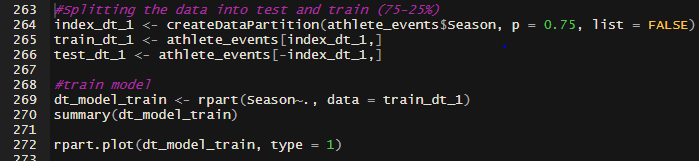 263 #Splitting the data into test and train (75-25%)
264 index_dt_1 <- createDataPartition(athlete_events$Season, p = 0.75, list = FALSE)
265 train_dt_1 <- athlete_events[index_dt_1,]
266 test_dt_1 <- athlete_events[-index_dt_1,]
267
268 #train model
269 dt_model_train <- rpart(Season~., data = train_dt_1)
270 summary(dt_model_train)
271
272 rpart.plot(dt_model_train, type = 1)
273